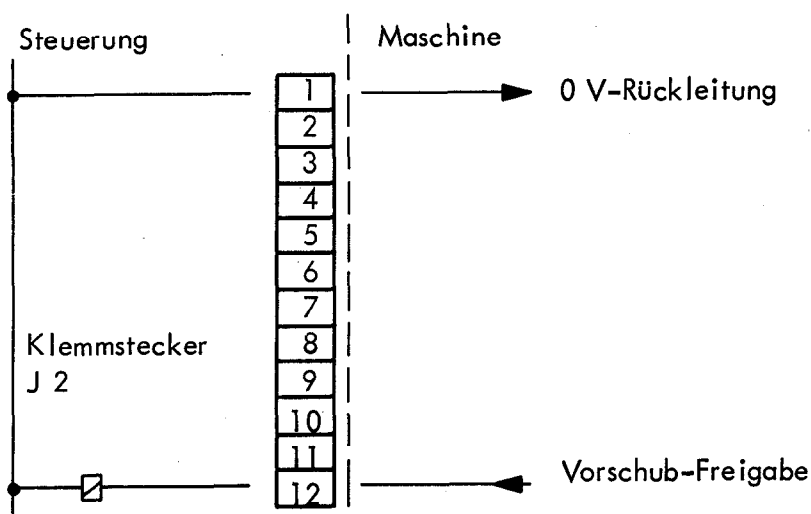 Steuerung
Maschine
1
0 V-Rückleitung
2
3
4
5
6
7
Klemmstecker
J 2
8
9
10
11
12
Vorschub-Freigabe